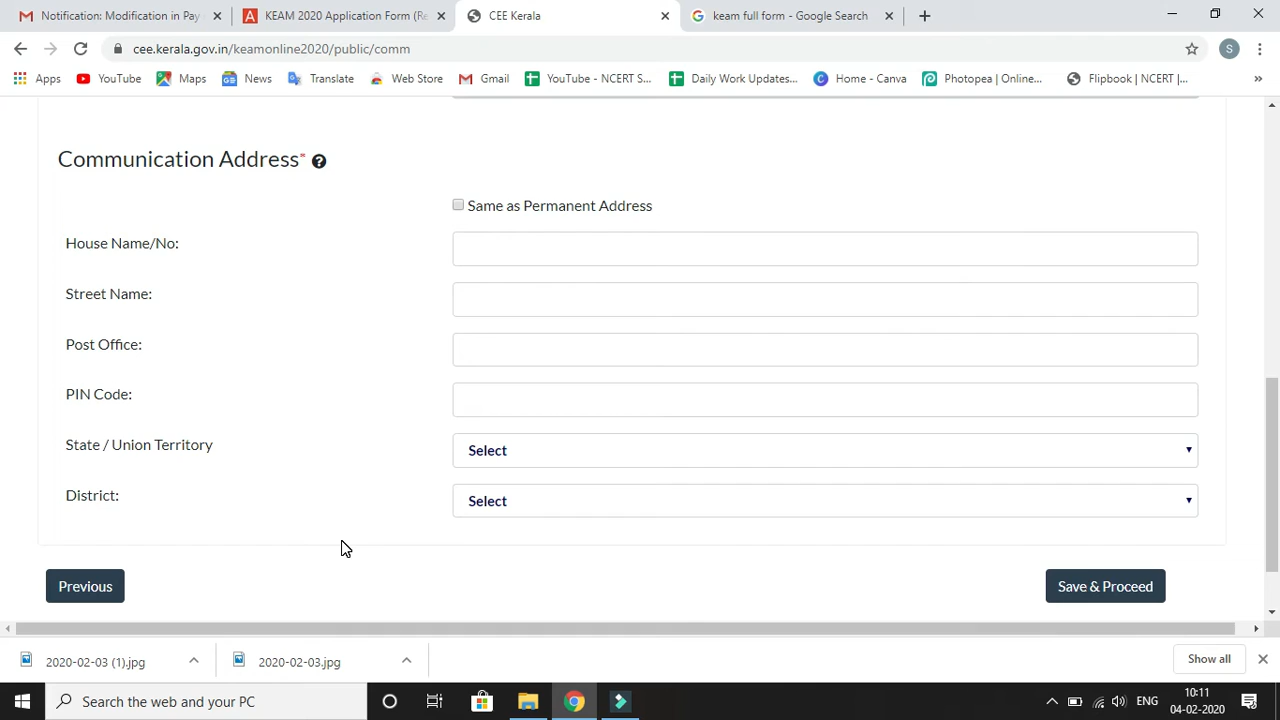 Notification: Modification in Pay
KEAM 2020 Application Form (Re
CEE Kerala
keam full form - Google Search
cee.kerala.gov.in/keamonline2020/public/comm
S
Apps
YouTube
Maps
News
Translate
Web Store
Gmail
YouTube - NCERT S...
Daily Work Updates...
Home - Canva
Photopea | Online...
Flipbook | NCERT |...
»
Communication Address* ?
Same as Permanent Address
House Name/No:
Street Name:
Post Office:
PIN Code:
State / Union Territory
Select
District:
Select
Previous
Save & Proceed
2020-02-03 (1).jpg
2020-02-03.jpg
Show all
Search the web and your PC
ENG
10:11
04-02-2020